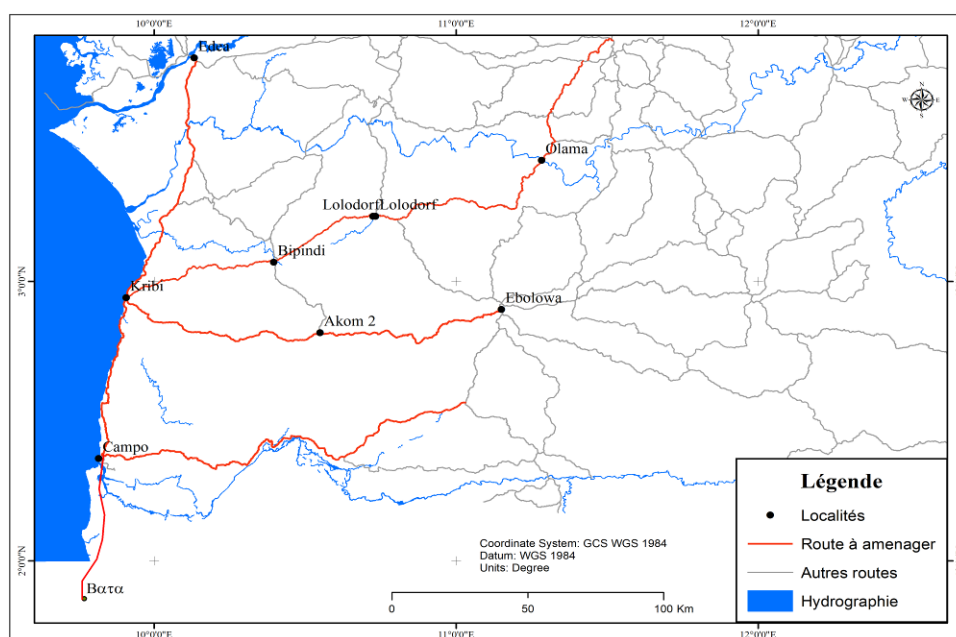 10°0'0"E 11°0'0"E 12°0'0"E
Edea
N
W E
S
Olama
Lolodorf Lolodorf
Bipindi
3°0'0"N
Kribi
Ebolowa
Akom 2
Campo
Légende
Localités
Route à amenager
Autres routes
Hydrographie
Coordinate System: GCS WGS 1984
Datum: WGS 1984
Units: Degree
2°0'0"N
Βατα
0 50 100 Km
10°0'0"E 11°0'0"E 12°0'0"E